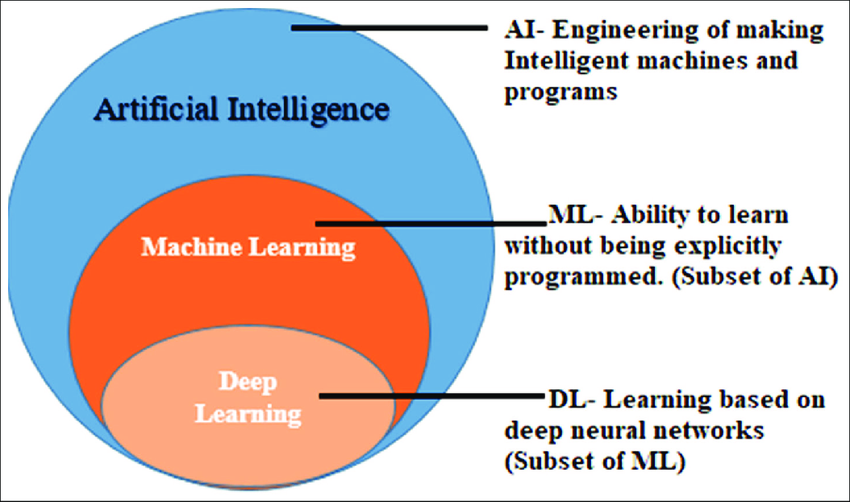 Artificial Intelligence
Machine Learning
Deep
Learning
AI- Engineering of making
Intelligent machines and
programs
ML- Ability to learn
without being explicitly
programmed. (Subset of AI)
DL- Learning based on
deep neural networks
(Subset of ML)